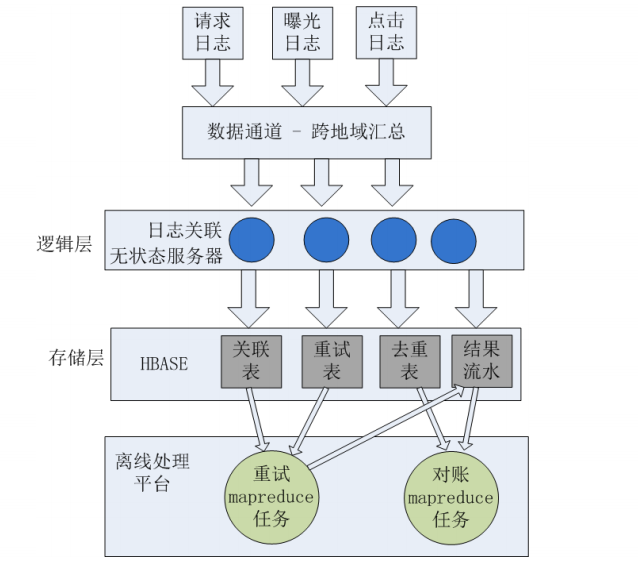 请求
日志
曝光
日志
点击
日志
数据通道 - 跨地域汇总
逻辑层
日志关联
无状态服务器
存储层
HBASE
关联
表
重试
表
去重
表
结果
流水
离线处理
平台
重试
mapreduce
任务
对账
mapreduce
任务